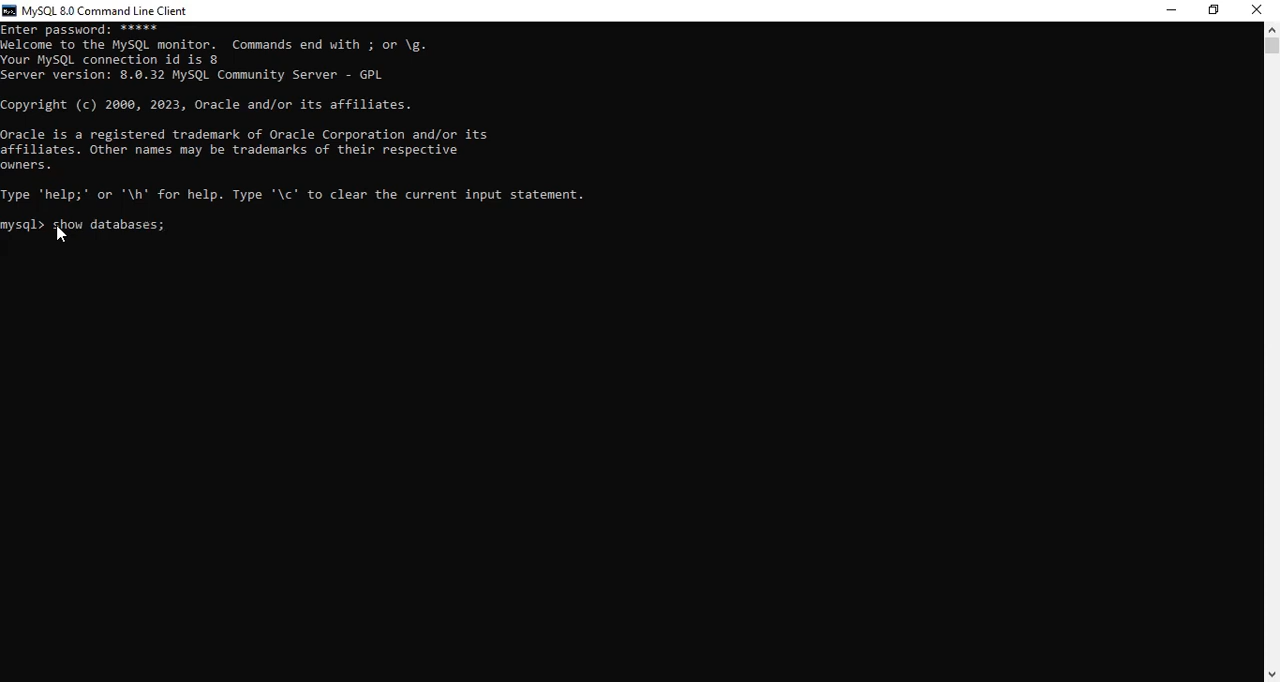 MySQL 8.0 Command Line Client
Enter password: *****
Welcome to the MySQL monitor.  Commands end with ; or \g.
Your MySQL connection id is 8
Server version: 8.0.32 MySQL Community Server - GPL
Copyright (c) 2000, 2023, Oracle and/or its affiliates.
Oracle is a registered trademark of Oracle Corporation and/or its
affiliates. Other names may be trademarks of their respective
owners.
Type 'help;' or '\h' for help. Type '\c' to clear the current input statement.
mysql> show databases;